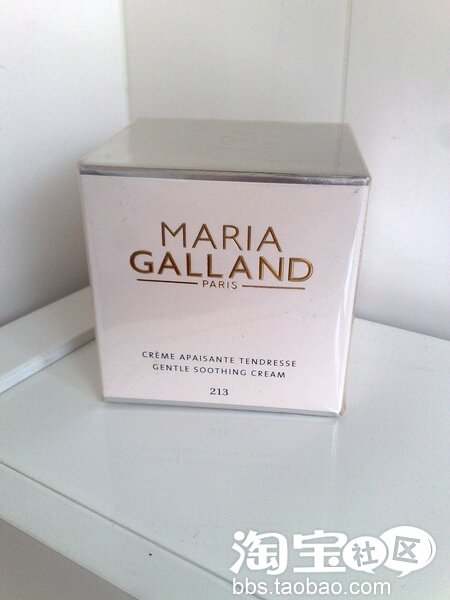 MARIA
GALLAND
PARIS
CRÈME APAISANTE TENDRESSE
GENTLE SOOTHING CREAM
213
淘宝社区
bbs.taobao.com